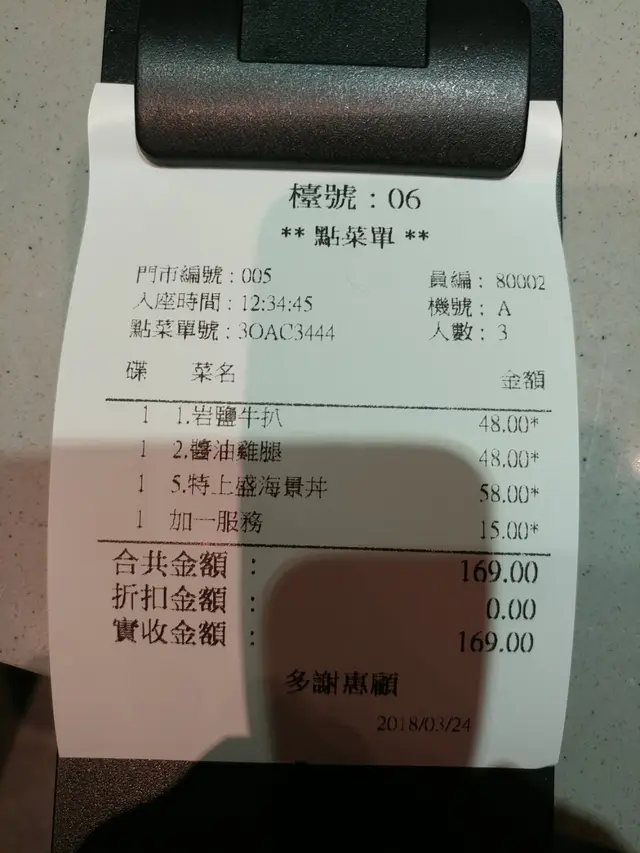 檯號：06
** 點菜單 **
門市編號：005 員編：80002
入座時間：12:34:45 機號：A
點菜單號：3OAC3444 人數：3
碟 菜名 金額
1 1.岩鹽牛扒 48.00*
1 2.醬油雞腿 48.00*
1 5.特上盛海景丼 58.00*
1 加一服務 15.00*
合共金額： 169.00
折扣金額： 0.00
實收金額： 169.00
多謝惠顧
2018/03/24